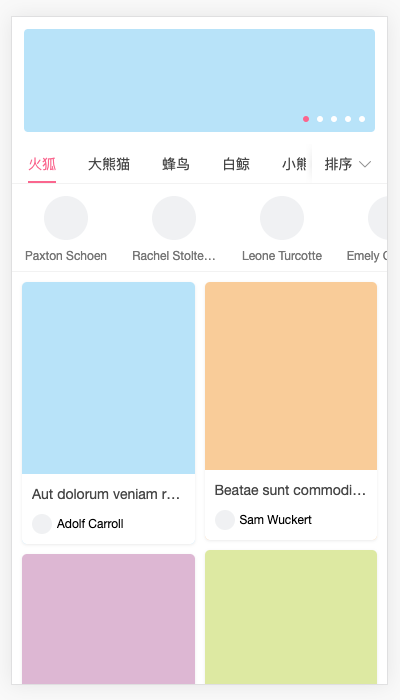 火狐 大熊猫 蜂鸟 白鲸 小熊 排序
Paxton Schoen Rachel Stolte... Leone Turcotte Emely
Aut dolorum veniam r...
Beatae sunt commodi...
Adolf Carroll
Sam Wuckert